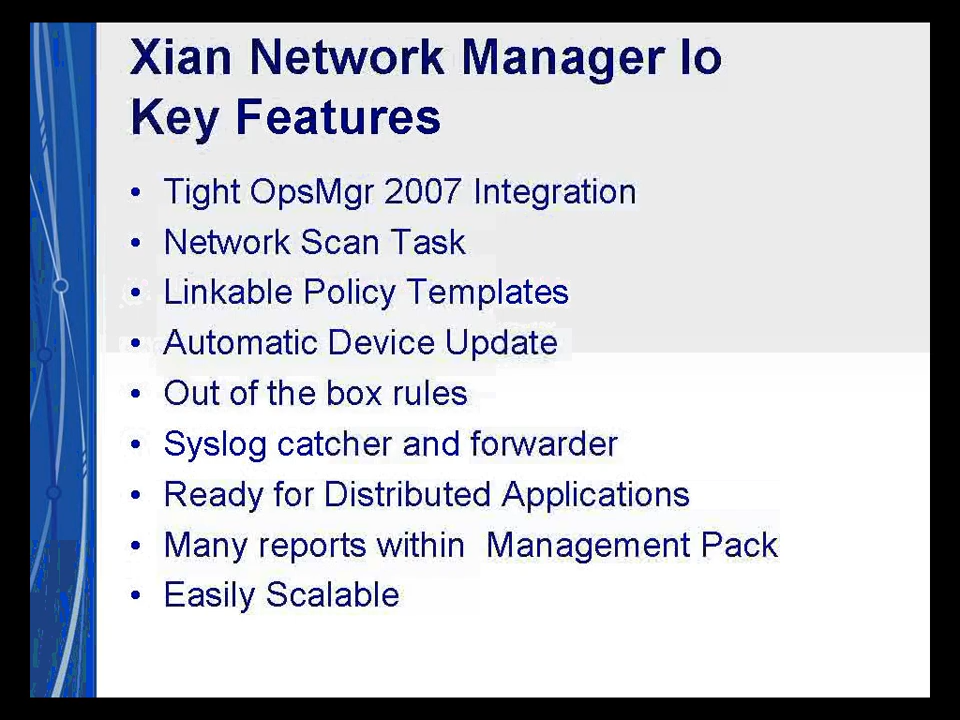 Xian Network Manager Io
Key Features
• Tight OpsMgr 2007 Integration
• Network Scan Task
• Linkable Policy Templates
• Automatic Device Update
• Out of the box rules
• Syslog catcher and forwarder
• Ready for Distributed Applications
• Many reports within  Management Pack
• Easily Scalable